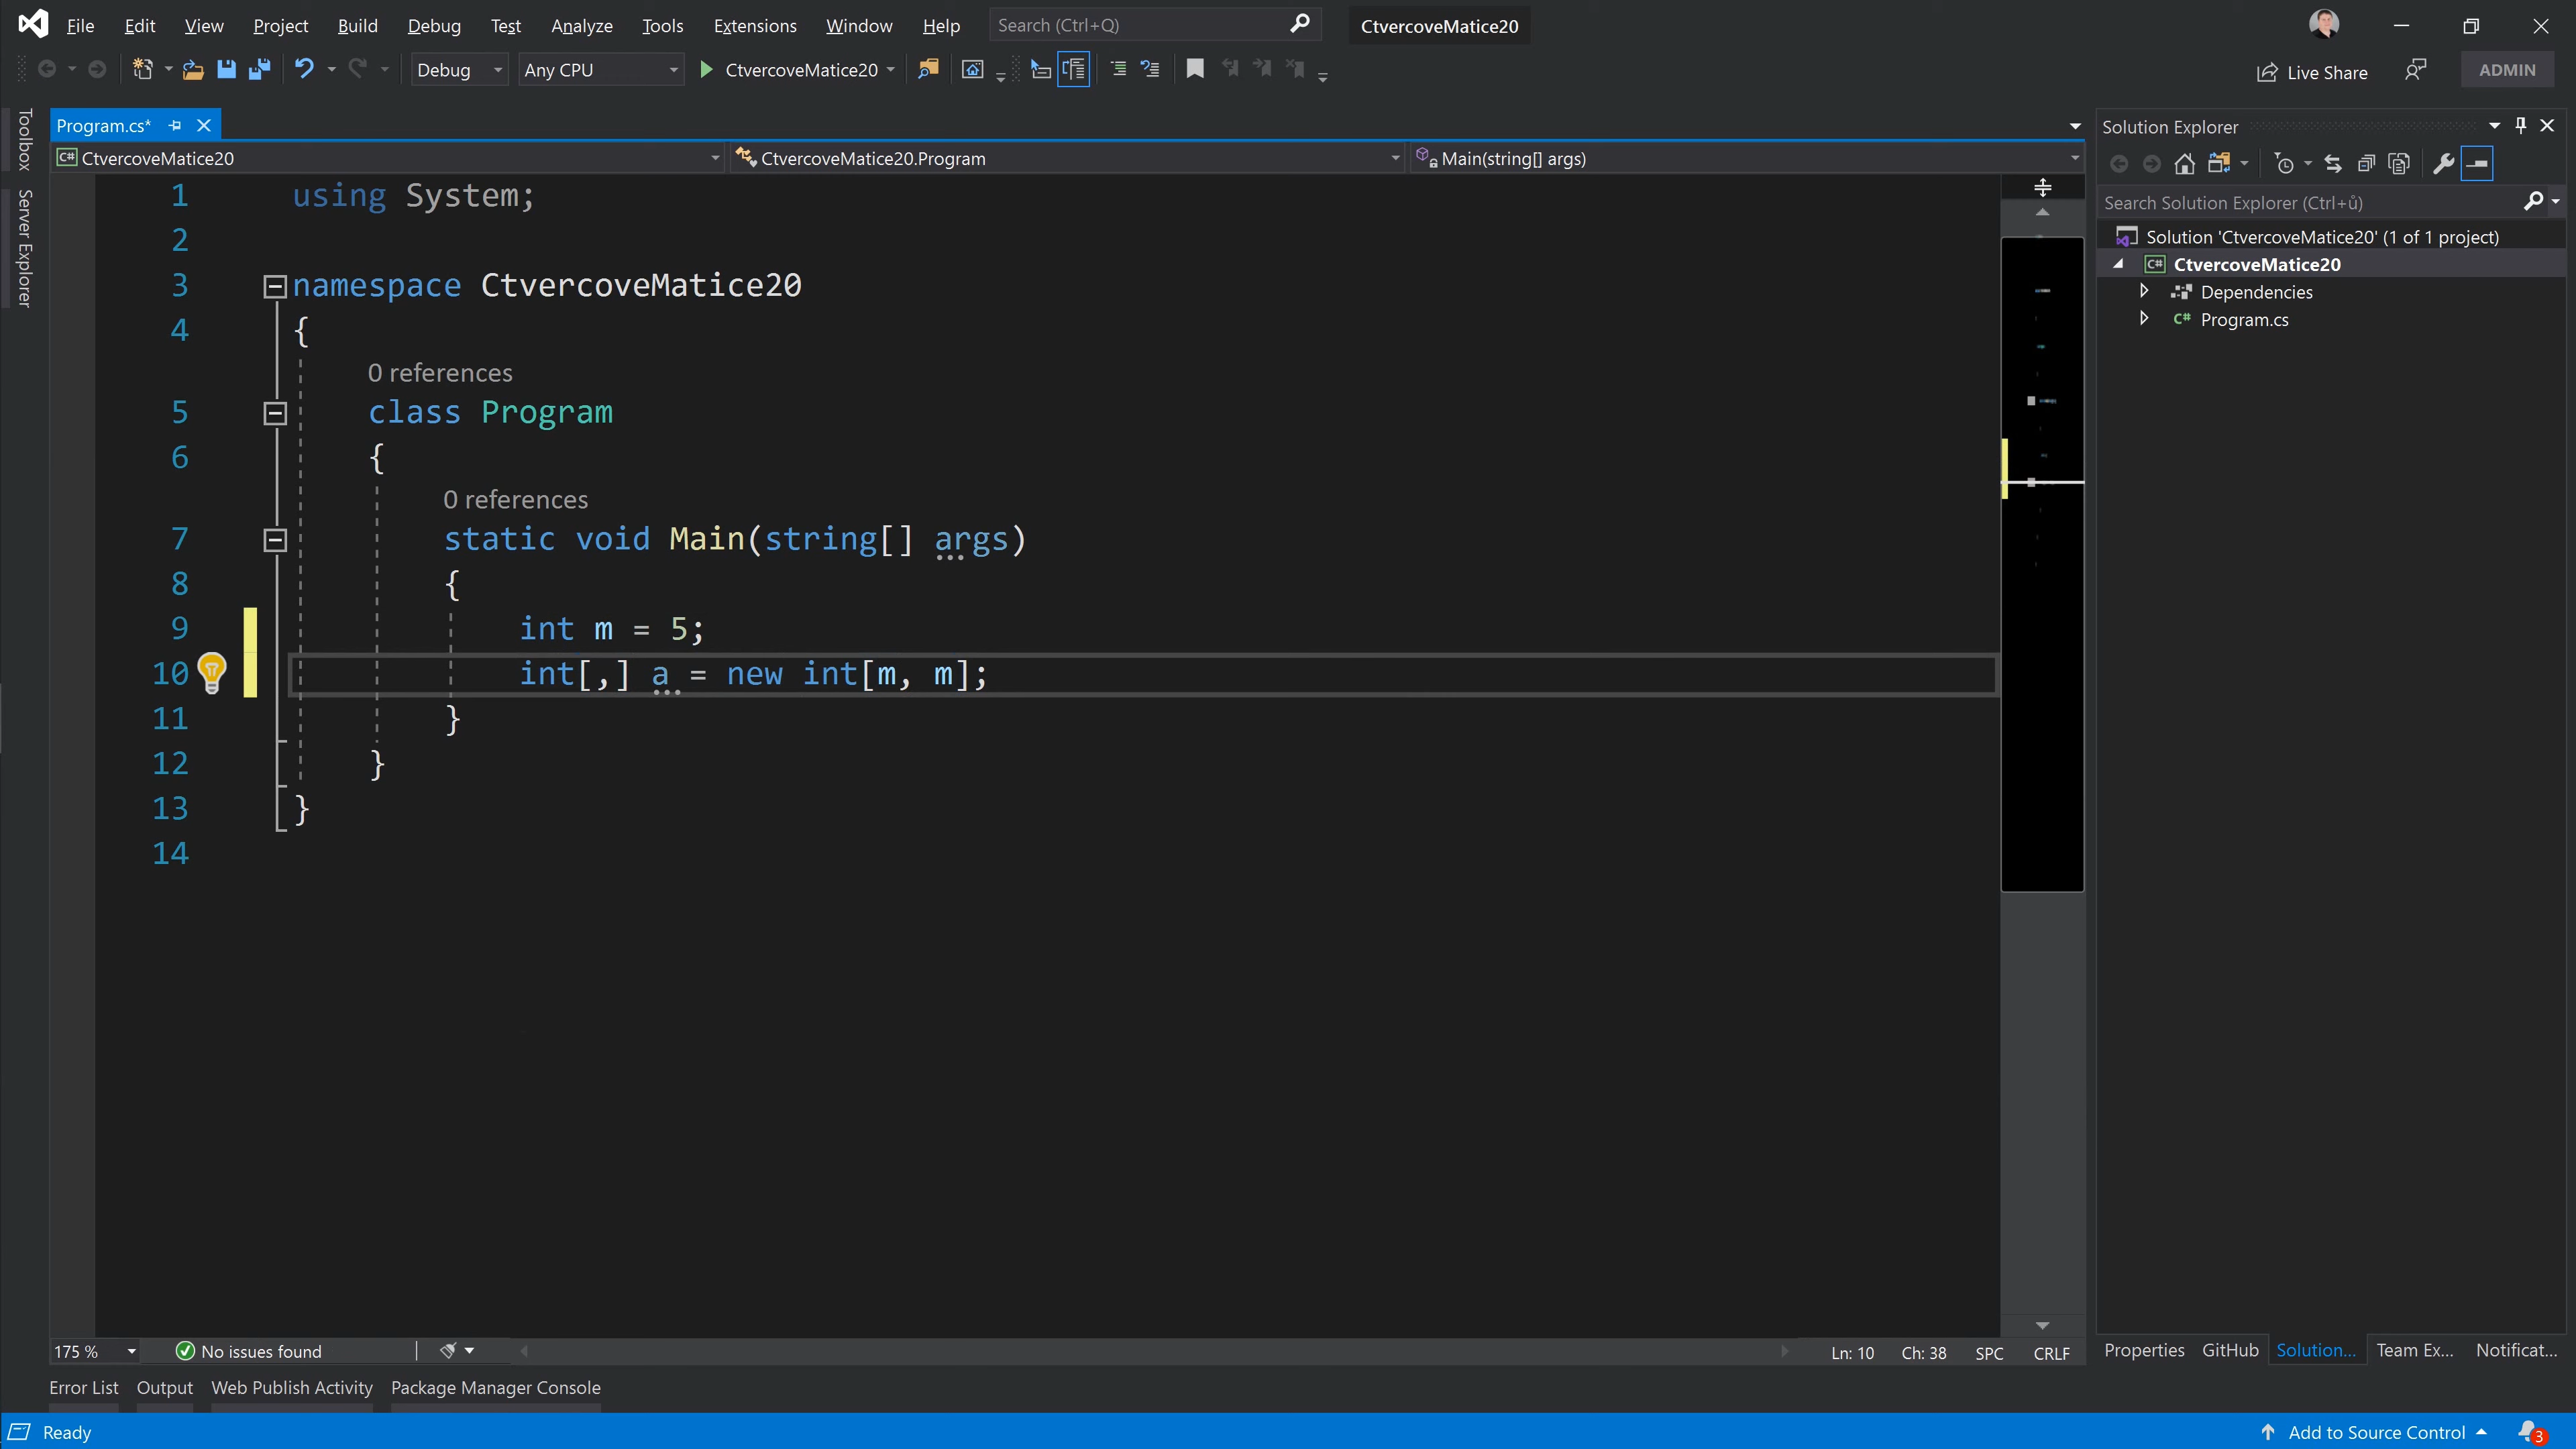 File Edit View Project Build Debug Test Analyze Tools Extensions Window Help Search (Ctrl+Q) CtvercoveMatice20
Debug Any CPU CtvercoveMatice20 Live Share ADMIN
Toolbox
Server Explorer
Program.cs*
CtvercoveMatice20 CtvercoveMatice20.Program Main(string[] args)
1 using System;
2
3 namespace CtvercoveMatice20
4 {
0 references
5 class Program
6 {
0 references
7 static void Main(string[] args)
8 {
9 int m = 5;
10 int[,] a = new int[m, m];
11 }
12 }
13 }
14
175 % No issues found Ln: 10 Ch: 38 SPC CRLF
Solution Explorer
Search Solution Explorer (Ctrl+ů)
Solution 'CtvercoveMatice20' (1 of 1 project)
C# CtvercoveMatice20
Dependencies
C# Program.cs
Properties GitHub Solution... Team Ex... Notificat...
Error List Output Web Publish Activity Package Manager Console
Ready Add to Source Control 3